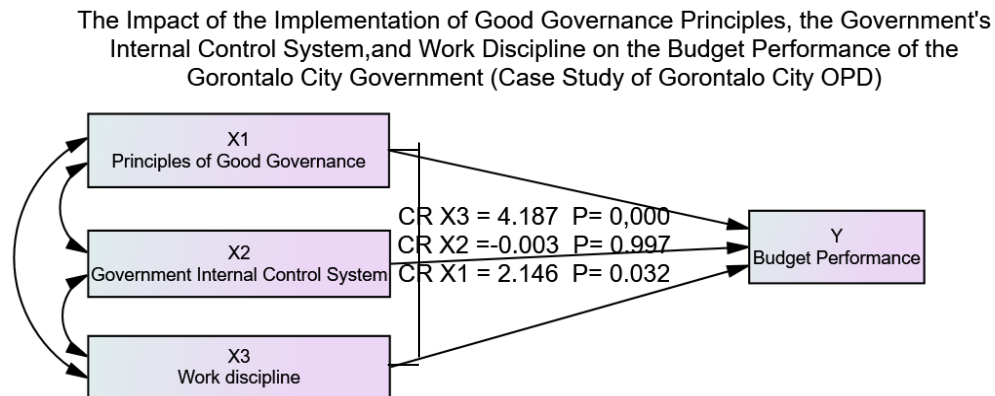 The Impact of the Implementation of Good Governance Principles, the Government's
Internal Control System,and Work Discipline on the Budget Performance of the
Gorontalo City Government (Case Study of Gorontalo City OPD)
X1
Principles of Good Governance
CR X3 = 4.187 P= 0,000
CR X2 =-0.003 P= 0.997
CR X1 = 2.146 P= 0.032
Y
Budget Performance
X2
Government Internal Control System
X3
Work discipline